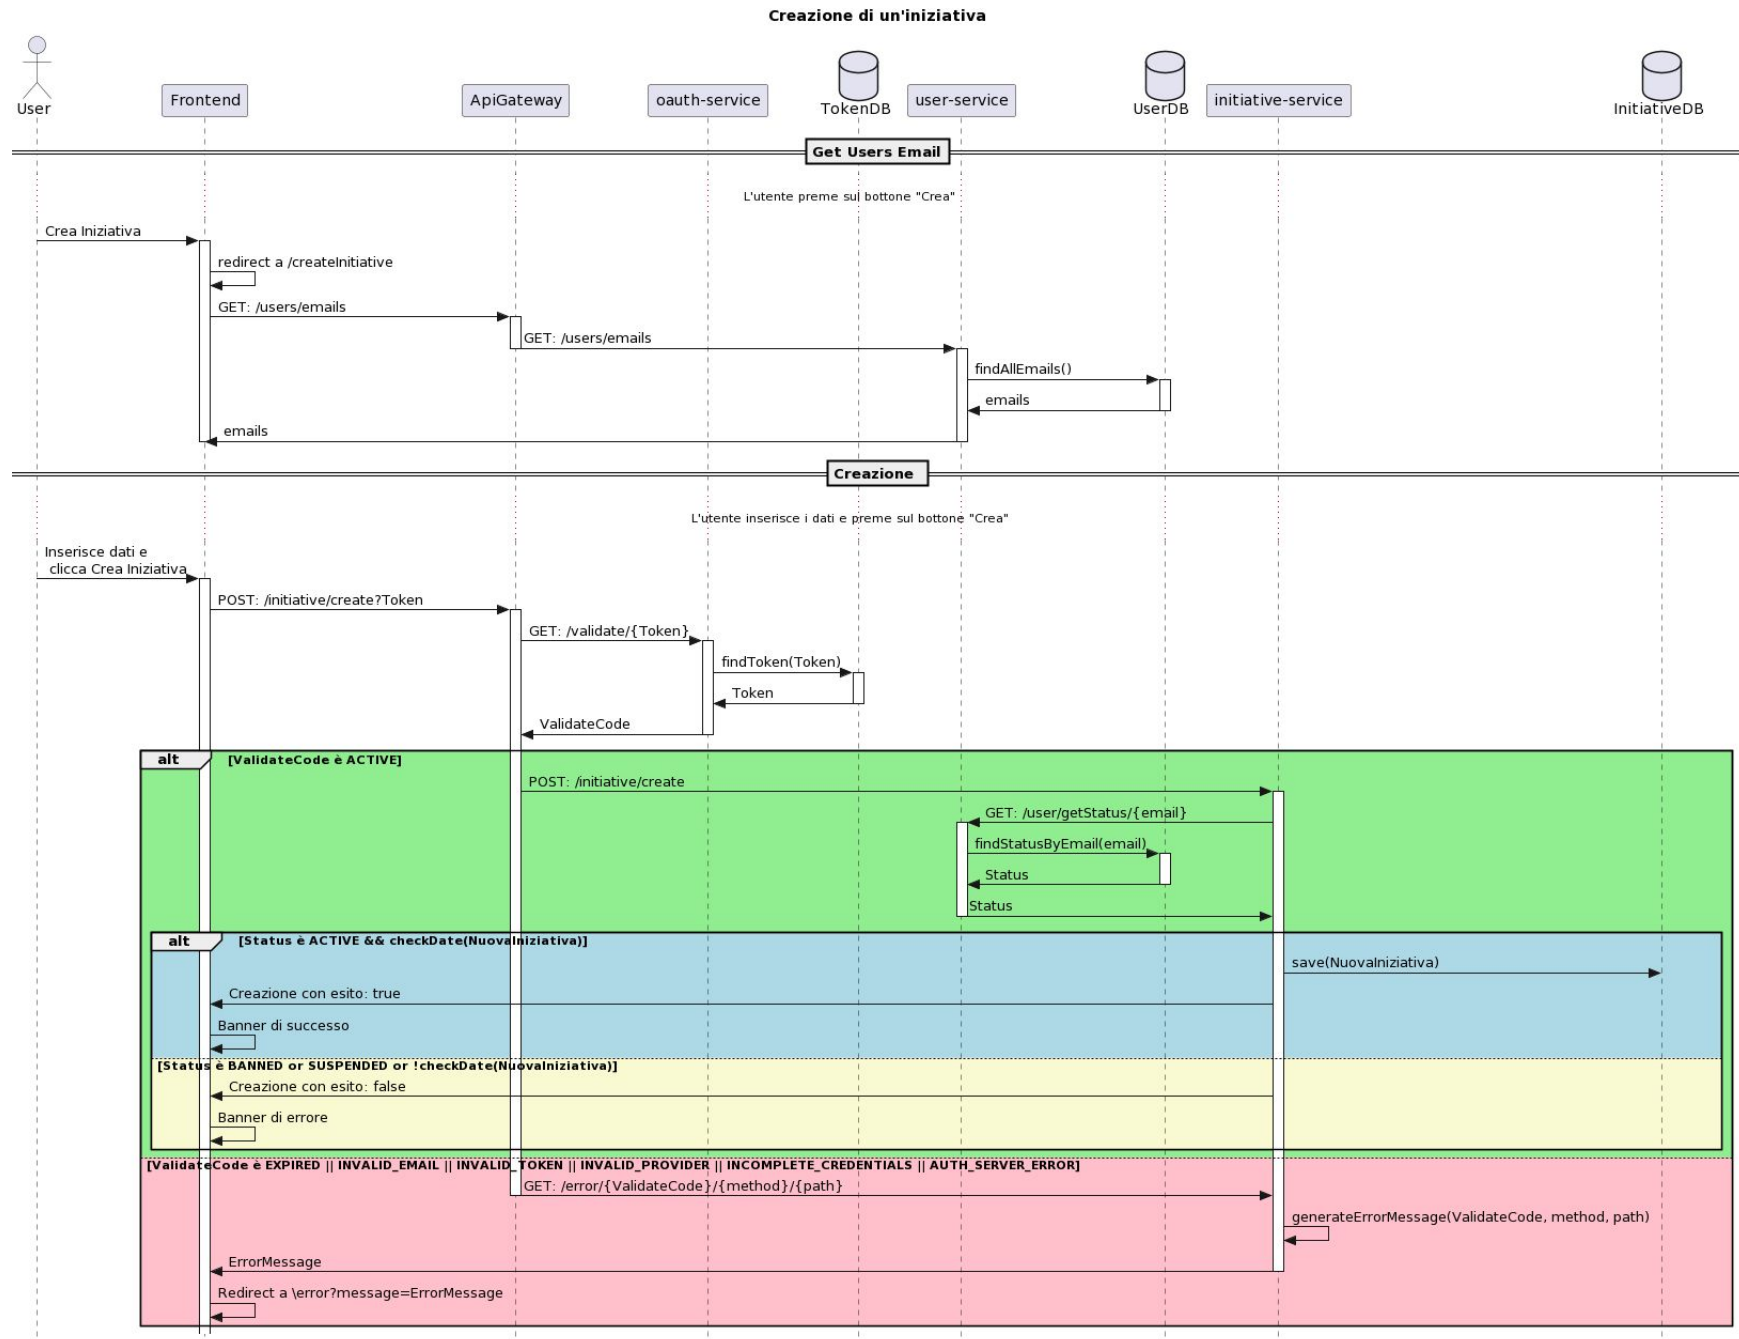 Creazione di un'iniziativa
User
Frontend
ApiGateway
oauth-service
TokenDB
user-service
UserDB
initiative-service
InitiativeDB
Get Users Email
L'utente preme sul bottone "Crea"
Crea Iniziativa
redirect a /createInitiative
GET: /users/emails
GET: /users/emails
findAllEmails()
emails
emails
Creazione
L'utente inserisce i dati e preme sul bottone "Crea"
Inserisce dati e
clicca Crea Iniziativa
POST: /initiative/create?Token
GET: /validate/{Token}
findToken(Token)
Token
ValidateCode
alt
[ValidateCode è ACTIVE]
POST: /initiative/create
GET: /user/getStatus/{email}
findStatusByEmail(email)
Status
Status
alt
[Status è ACTIVE && checkDate(NuovaIniziativa)]
save(NuovaIniziativa)
Creazione con esito: true
Banner di successo
[Status è BANNED or SUSPENDED or !checkDate(NuovaIniziativa)]
Creazione con esito: false
Banner di errore
[ValidateCode è EXPIRED || INVALID_EMAIL || INVALID_TOKEN || INVALID_PROVIDER || INCOMPLETE_CREDENTIALS || AUTH_SERVER_ERROR]
GET: /error/{ValidateCode}/{method}/{path}
generateErrorMessage(ValidateCode, method, path)
ErrorMessage
Redirect a \error?message=ErrorMessage